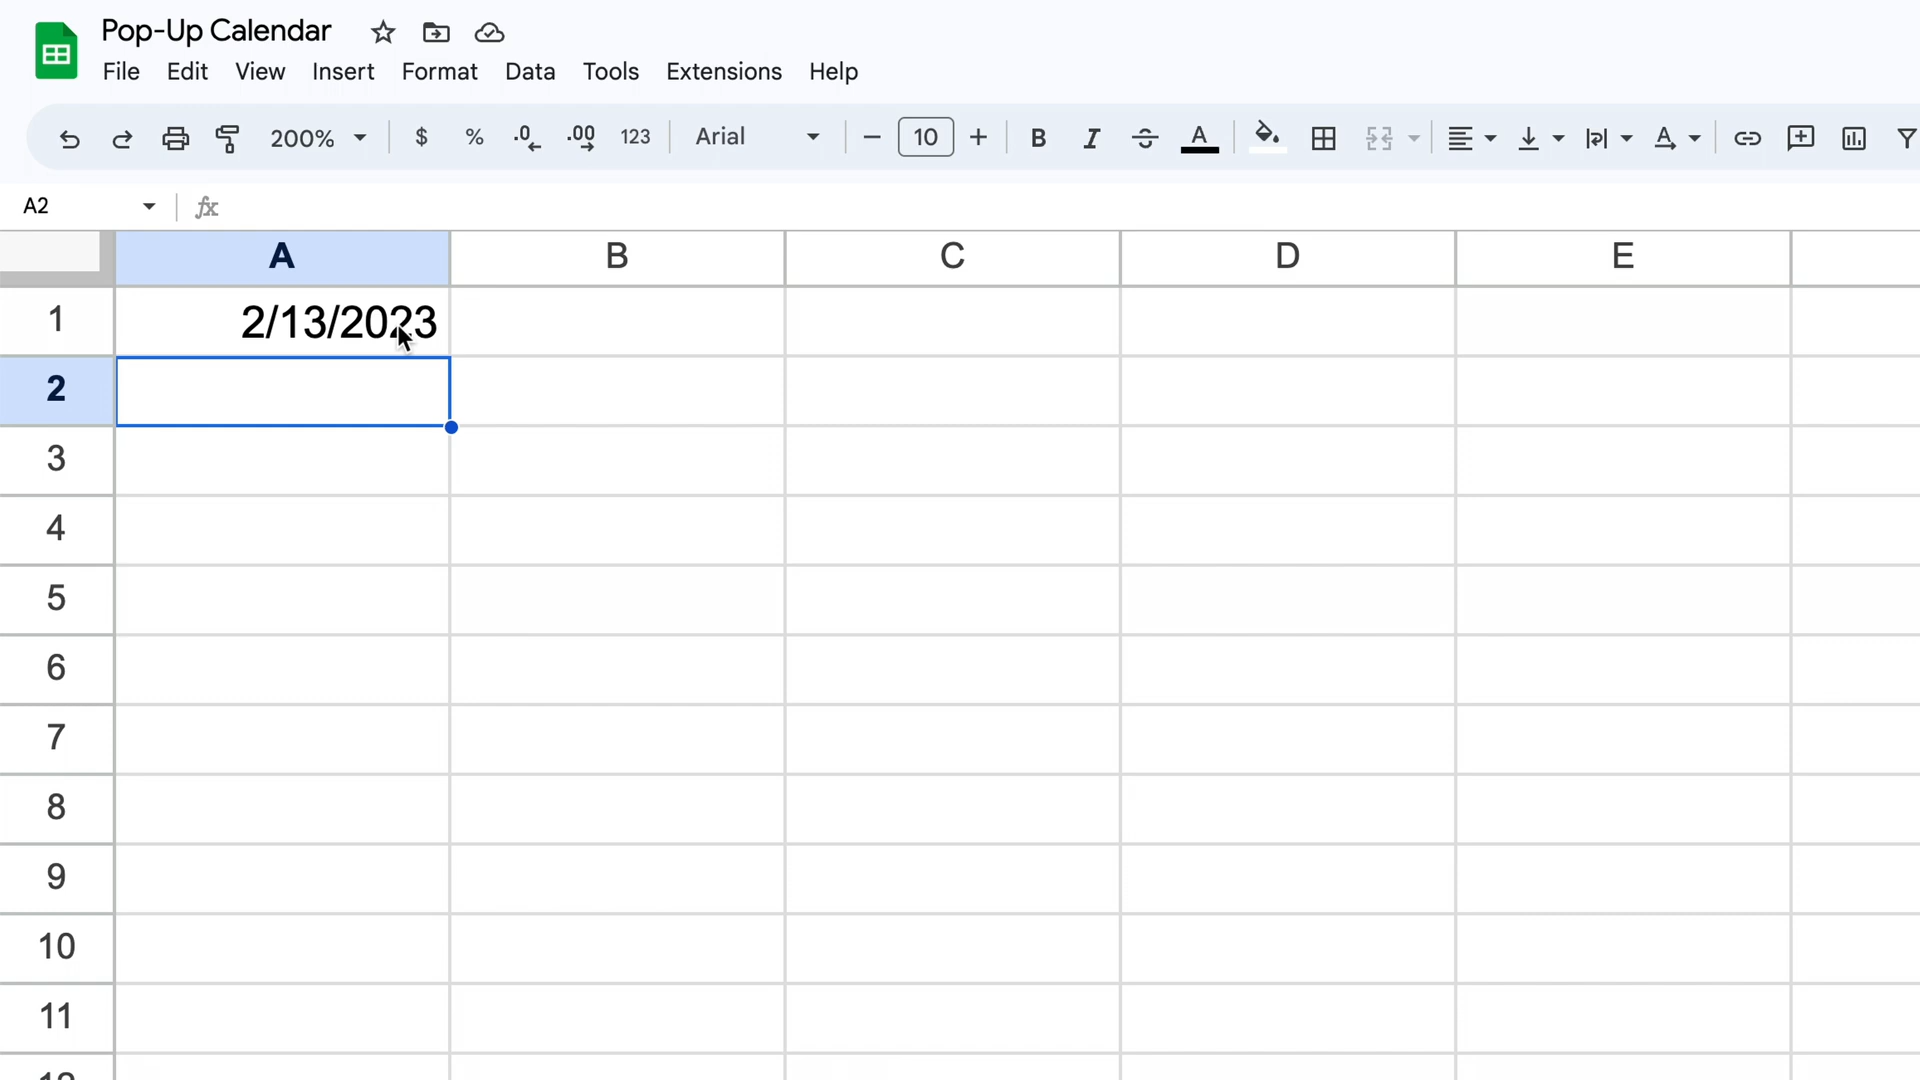 Pop-Up Calendar
File Edit View Insert Format Data Tools Extensions Help
200% $ % .0 .00 123 Arial 10 B I S A A
A2 fx
A B C D E
1 2/13/2023
2
3
4
5
6
7
8
9
10
11